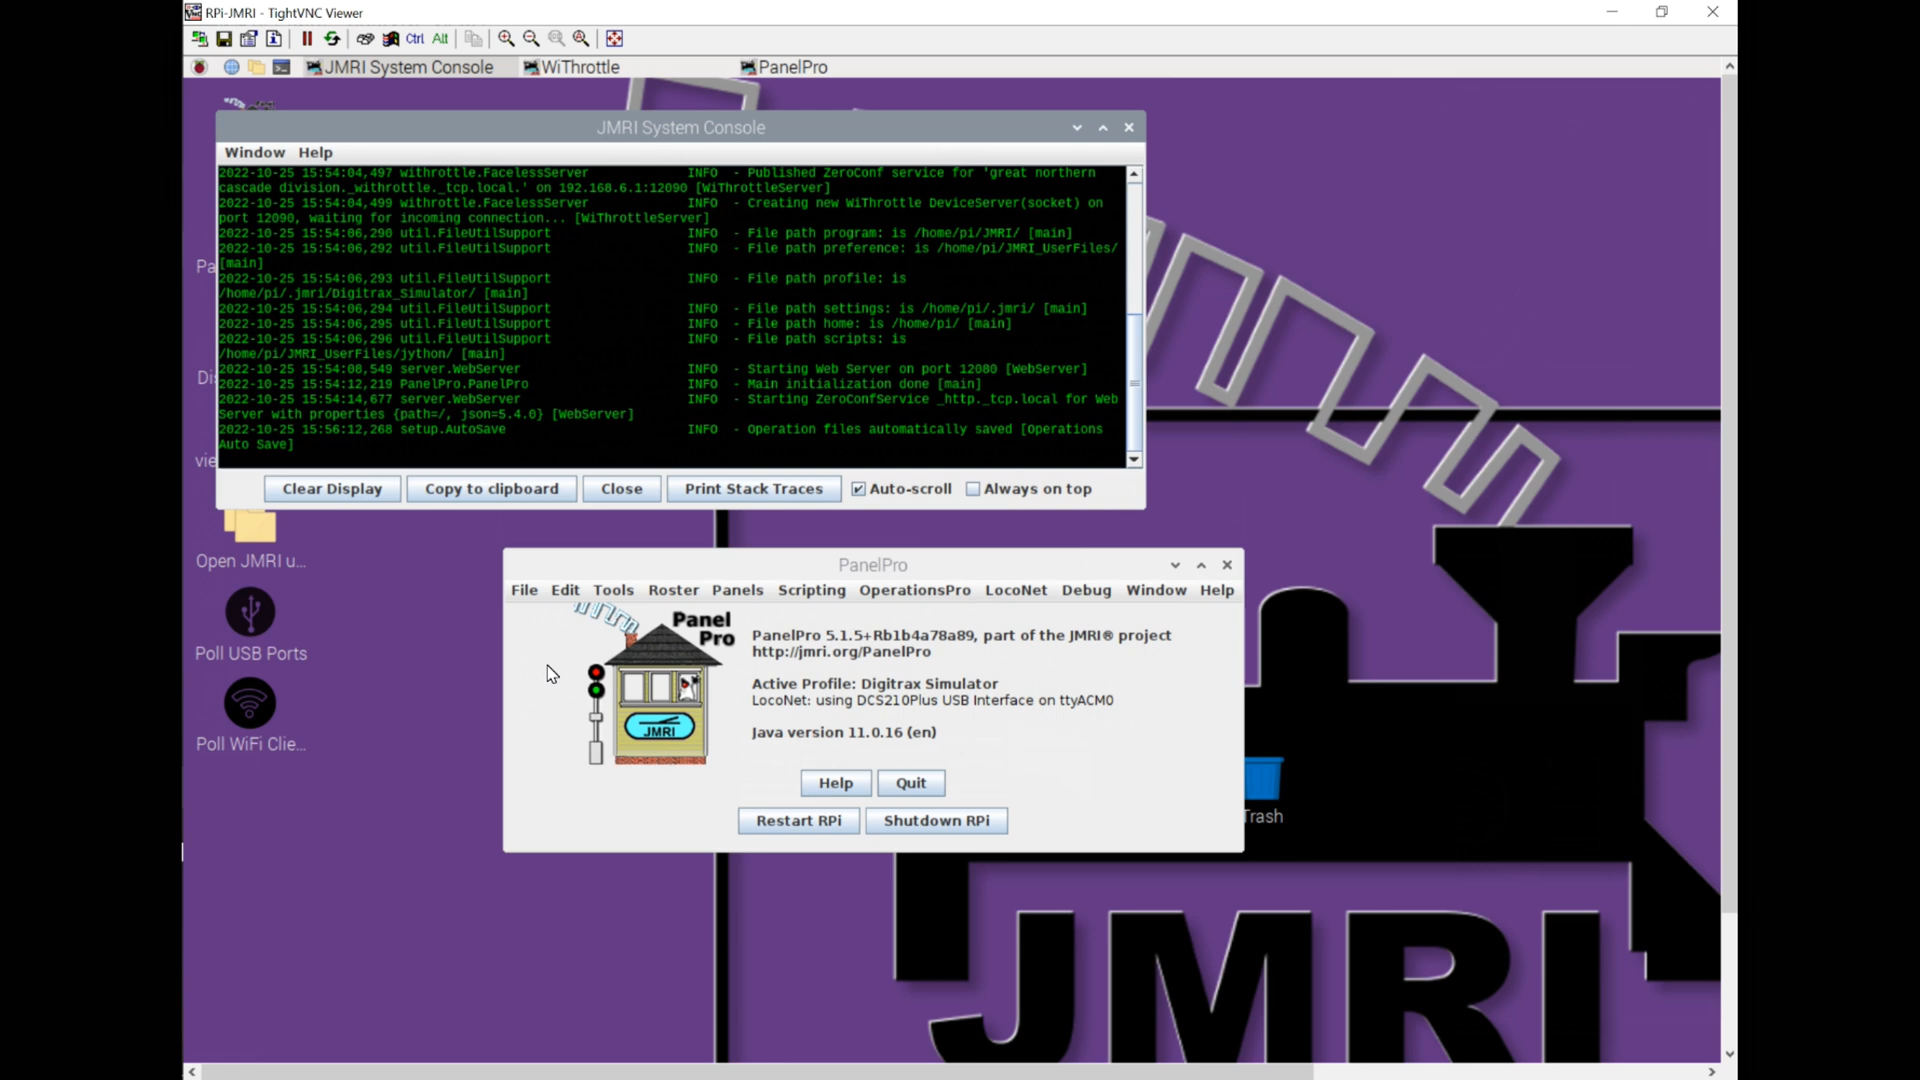 RPi-JMRI - TightVNC Viewer
Ctrl Alt
JMRI System Console WiThrottle PanelPro
JMRI System Console
Window Help
2022-10-25 15:54:04,497 withrottle.FacelessServer INFO - Published ZeroConf service for 'great northern
cascade division._withrottle._tcp.local.' on 192.168.6.1:12090 [WiThrottleServer]
2022-10-25 15:54:04,499 withrottle.FacelessServer INFO - Creating new WiThrottle DeviceServer(socket) on
port 12090, waiting for incoming connection... [WiThrottleServer]
2022-10-25 15:54:06,290 util.FileUtilSupport INFO - File path program: is /home/pi/JMRI/ [main]
2022-10-25 15:54:06,292 util.FileUtilSupport INFO - File path preference: is /home/pi/JMRI_UserFiles/
[main]
2022-10-25 15:54:06,293 util.FileUtilSupport INFO - File path profile: is
/home/pi/.jmri/Digitrax_Simulator/ [main]
2022-10-25 15:54:06,294 util.FileUtilSupport INFO - File path settings: is /home/pi/.jmri/ [main]
2022-10-25 15:54:06,295 util.FileUtilSupport INFO - File path home: is /home/pi/ [main]
2022-10-25 15:54:06,296 util.FileUtilSupport INFO - File path scripts: is
/home/pi/JMRI_UserFiles/jython/ [main]
2022-10-25 15:54:08,549 server.WebServer INFO - Starting Web Server on port 12080 [WebServer]
2022-10-25 15:54:12,219 PanelPro.PanelPro INFO - Main initialization done [main]
2022-10-25 15:54:14,677 server.WebServer INFO - Starting ZeroConfService _http._tcp.local for Web
Server with properties {path=/, json=5.4.0} [WebServer]
2022-10-25 15:56:12,268 setup.AutoSave INFO - Operation files automatically saved [Operations
Auto Save]
Clear Display Copy to clipboard Close Print Stack Traces Auto-scroll Always on top
Pa
Di
vie
Open JMRI u...
Poll USB Ports
Poll WiFi Clie...
PanelPro
File Edit Tools Roster Panels Scripting OperationsPro LocoNet Debug Window Help
Panel
Pro
JMRI
PanelPro 5.1.5+Rb1b4a78a89, part of the JMRI® project
http://jmri.org/PanelPro
Active Profile: Digitrax Simulator
LocoNet: using DCS210Plus USB Interface on ttyACM0
Java version 11.0.16 (en)
Help Quit
Restart RPi Shutdown RPi
Trash
JMRI